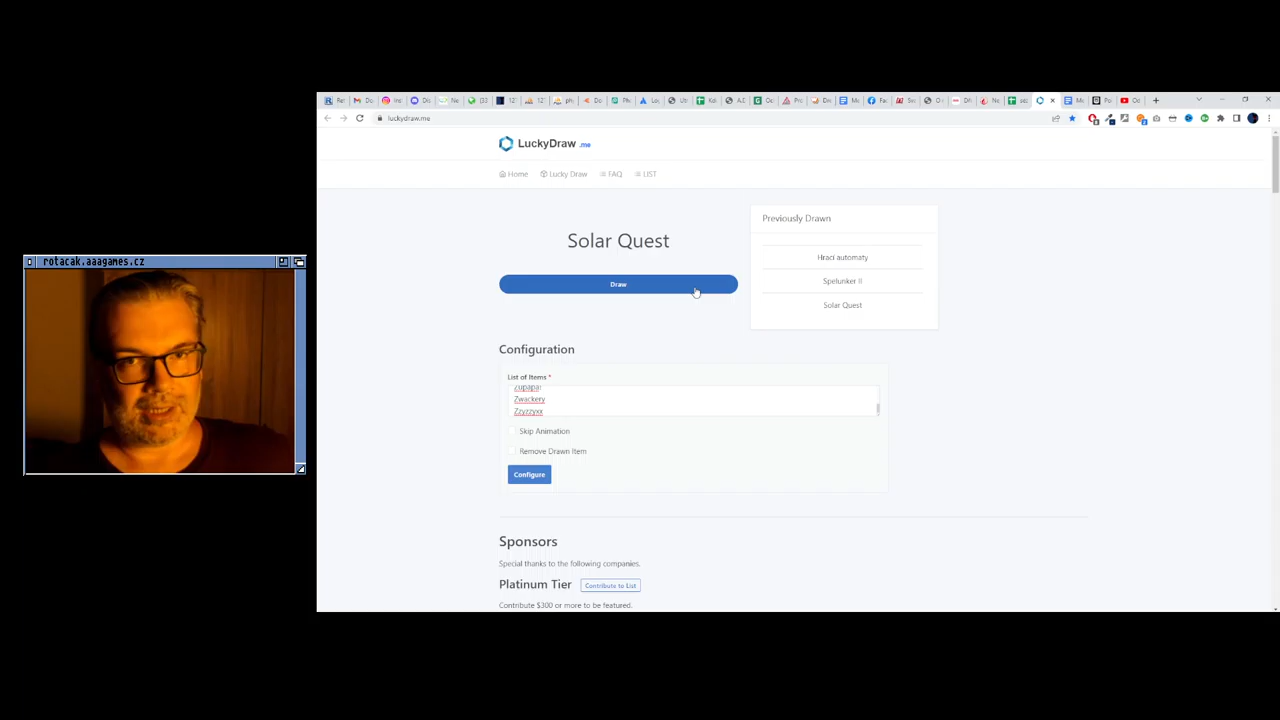 luckydraw.me
LuckyDraw .me
Home
Lucky Draw
FAQ
LIST
Previously Drawn
Solar Quest
Hraci automaty
Draw
Spelunker II
Solar Quest
rotacak.aaagames.cz
Configuration
List of Items *
Zwackery
Zzyzzyxx
Skip Animation
Remove Drawn Item
Configure
Sponsors
Special thanks to the following companies.
Platinum Tier
Contribute to List
Contribute $300 or more to be featured.